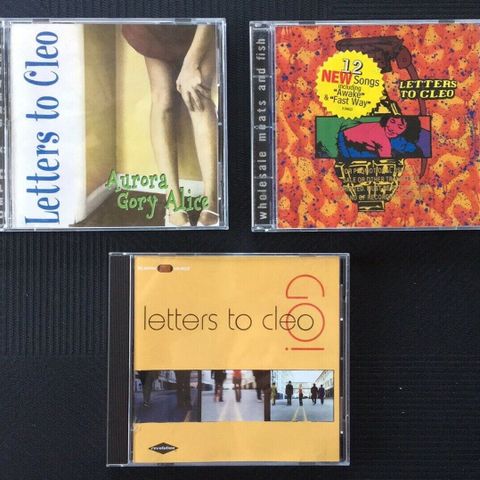 Letters to Cleo
Aurora
Gory Alice
wholesale meats and fish
12
NEW Songs
including
"Awake"
& "Fast Way"
LETTERS
TO CLEO
letters to cleo
GO!
revolution